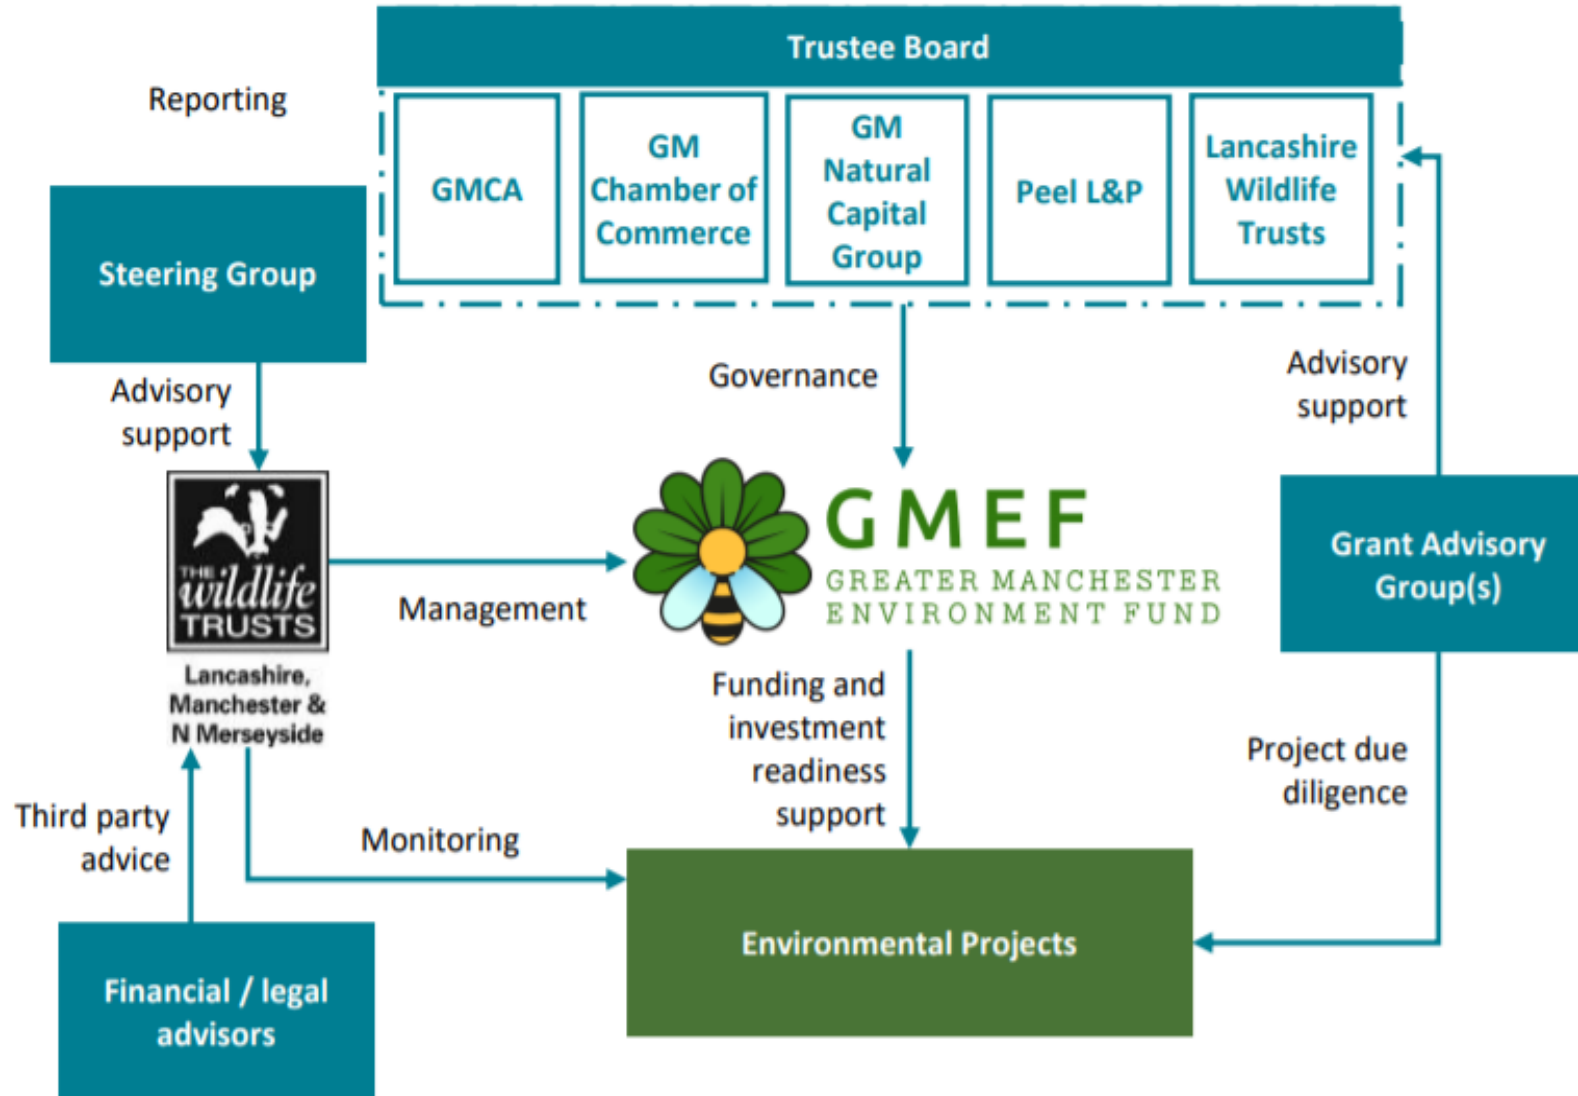 Trustee Board
Reporting
GMCA
GM
Chamber of
Commerce
GM
Natural
Capital
Group
Peel L&P
Lancashire
Wildlife
Trusts
Steering Group
Advisory
support
Governance
Advisory
support
THE
wildlife
TRUSTS
Lancashire,
Manchester &
N Merseyside
Management
GMEF
GREATER MANCHESTER
ENVIRONMENT FUND
Grant Advisory
Group(s)
Funding and
investment
readiness
support
Project due
diligence
Third party
advice
Monitoring
Environmental Projects
Financial / legal
advisors